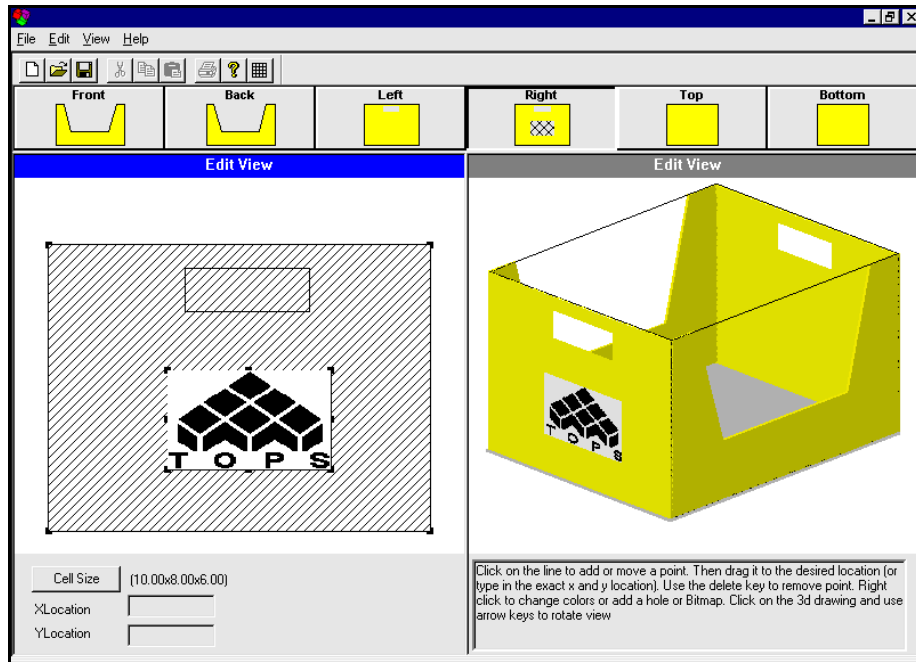 File Edit View Help
Front Back Left Right Top Bottom
Edit View
Edit View
TOPS
TOPS
Cell Size (10.00x8.00x6.00)
XLocation
YLocation
Click on the line to add or move a point. Then drag it to the desired location (or
type in the exact x and y location). Use the delete key to remove point. Right
click to change colors or add a hole or Bitmap. Click on the 3d drawing and use
arrow keys to rotate view